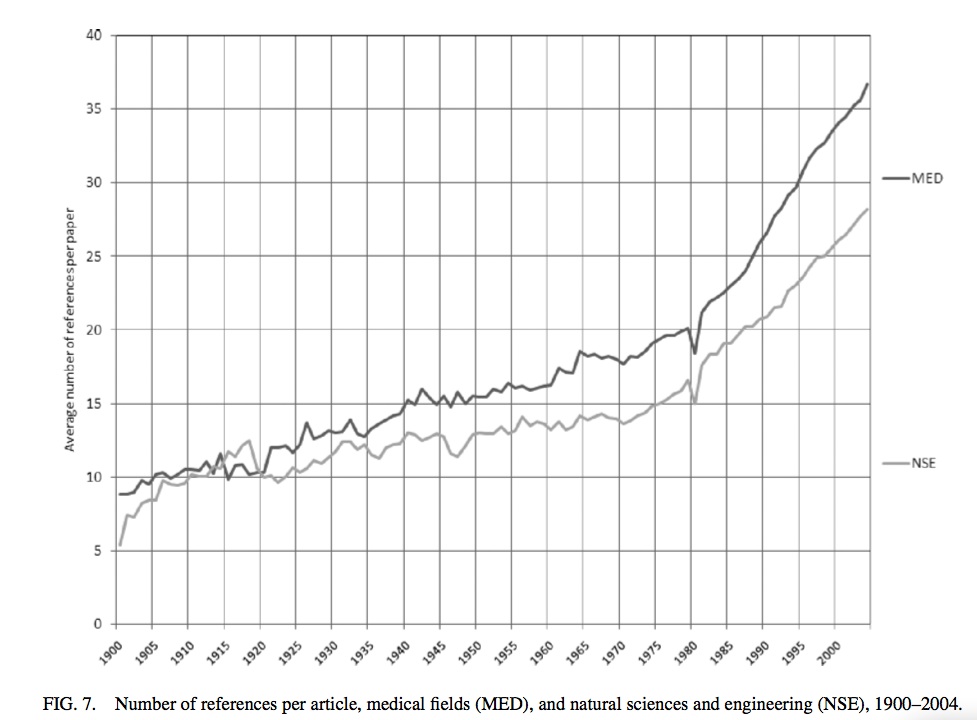 40
35
30
25
20
15
10
5
0
Average number of references per paper
1900 1905 1910 1915 1920 1925 1930 1935 1940 1945 1950 1955 1960 1965 1970 1975 1980 1985 1990 1995 2000
MED
NSE
FIG. 7. Number of references per article, medical fields (MED), and natural sciences and engineering (NSE), 1900–2004.